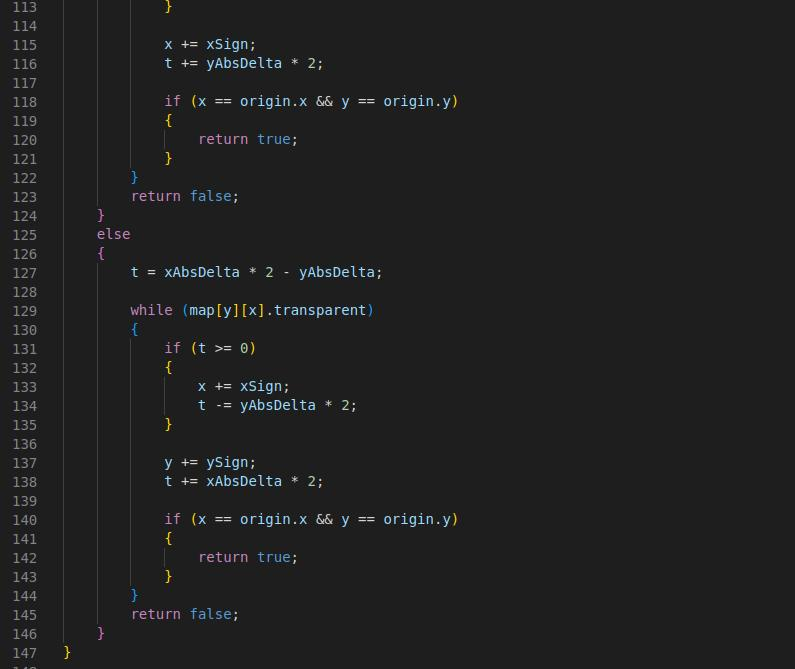 113                 }
114
115                 x += xSign;
116                 t += yAbsDelta * 2;
117
118                 if (x == origin.x && y == origin.y)
119                 {
120                     return true;
121                 }
122             }
123             return false;
124         }
125         else
126         {
127             t = xAbsDelta * 2 - yAbsDelta;
128
129             while (map[y][x].transparent)
130             {
131                 if (t >= 0)
132                 {
133                     x += xSign;
134                     t -= yAbsDelta * 2;
135                 }
136
137                 y += ySign;
138                 t += xAbsDelta * 2;
139
140                 if (x == origin.x && y == origin.y)
141                 {
142                     return true;
143                 }
144             }
145             return false;
146         }
147     }